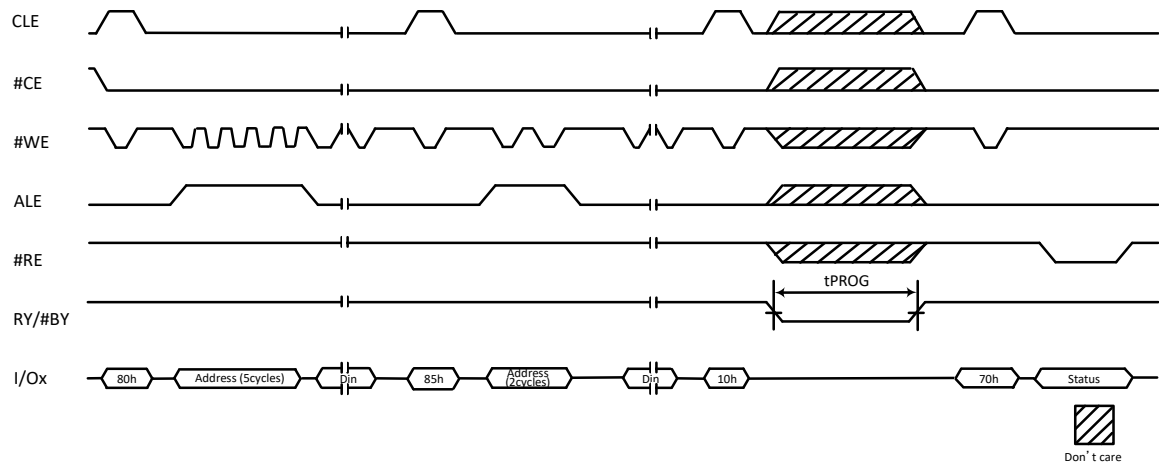 CLE
#CE
#WE
ALE
#RE
tPROG
RY/#BY
I/Ox
80h
Address (5cycles)
Din
85h
Address
(2cycles)
Din
10h
70h
Status
Don't care